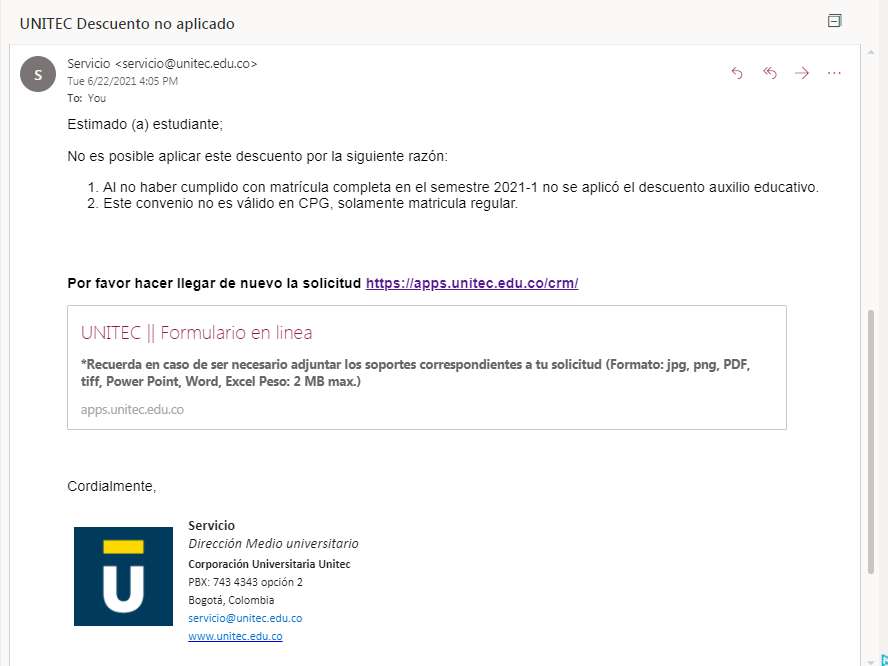 UNITEC Descuento no aplicado
S
Servicio <servicio@unitec.edu.co>
Tue 6/22/2021 4:05 PM
To: You
Estimado (a) estudiante;
No es posible aplicar este descuento por la siguiente razón:
1. Al no haber cumplido con matrícula completa en el semestre 2021-1 no se aplicó el descuento auxilio educativo.
2. Este convenio no es válido en CPG, solamente matricula regular.
Por favor hacer llegar de nuevo la solicitud https://apps.unitec.edu.co/crm/
UNITEC || Formulario en linea
*Recuerda en caso de ser necesario adjuntar los soportes correspondientes a tu solicitud (Formato: jpg, png, PDF,
tiff, Power Point, Word, Excel Peso: 2 MB max.)
apps.unitec.edu.co
Cordialmente,
U
Servicio
Dirección Medio universitario
Corporación Universitaria Unitec
PBX: 743 4343 opción 2
Bogotá, Colombia
servicio@unitec.edu.co
www.unitec.edu.co